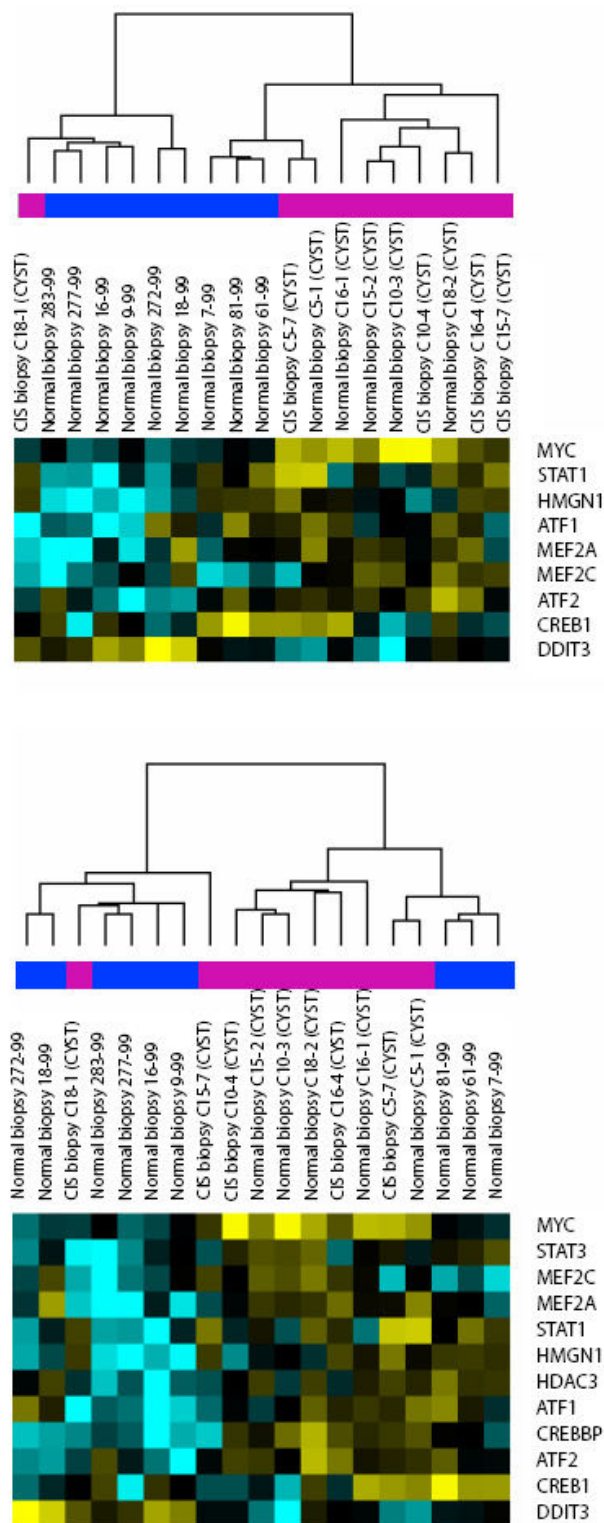 CIS biopsy C18-1 (CYST)
Normal biopsy 283-99
Normal biopsy 277-99
Normal biopsy 16-99
Normal biopsy 9-99
Normal biopsy 272-99
Normal biopsy 18-99
Normal biopsy 7-99
Normal biopsy 81-99
Normal biopsy 61-99
CIS biopsy C5-7 (CYST)
Normal biopsy C5-1 (CYST)
Normal biopsy C16-1 (CYST)
Normal biopsy C15-2 (CYST)
Normal biopsy C10-3 (CYST)
CIS biopsy C10-4 (CYST)
Normal biopsy C18-2 (CYST)
CIS biopsy C16-4 (CYST)
CIS biopsy C15-7 (CYST)
MYC
STAT1
HMGN1
ATF1
MEF2A
MEF2C
ATF2
CREB1
DDIT3
Normal biopsy 272-99
Normal biopsy 18-99
CIS biopsy C18-1 (CYST)
Normal biopsy 283-99
Normal biopsy 277-99
Normal biopsy 16-99
Normal biopsy 9-99
CIS biopsy C15-7 (CYST)
CIS biopsy C10-4 (CYST)
Normal biopsy C15-2 (CYST)
Normal biopsy C10-3 (CYST)
Normal biopsy C18-2 (CYST)
CIS biopsy C16-4 (CYST)
Normal biopsy C16-1 (CYST)
CIS biopsy C5-7 (CYST)
Normal biopsy C5-1 (CYST)
Normal biopsy 81-99
Normal biopsy 61-99
Normal biopsy 7-99
MYC
STAT3
MEF2C
MEF2A
STAT1
HMGN1
HDAC3
ATF1
CREBBP
ATF2
CREB1
DDIT3